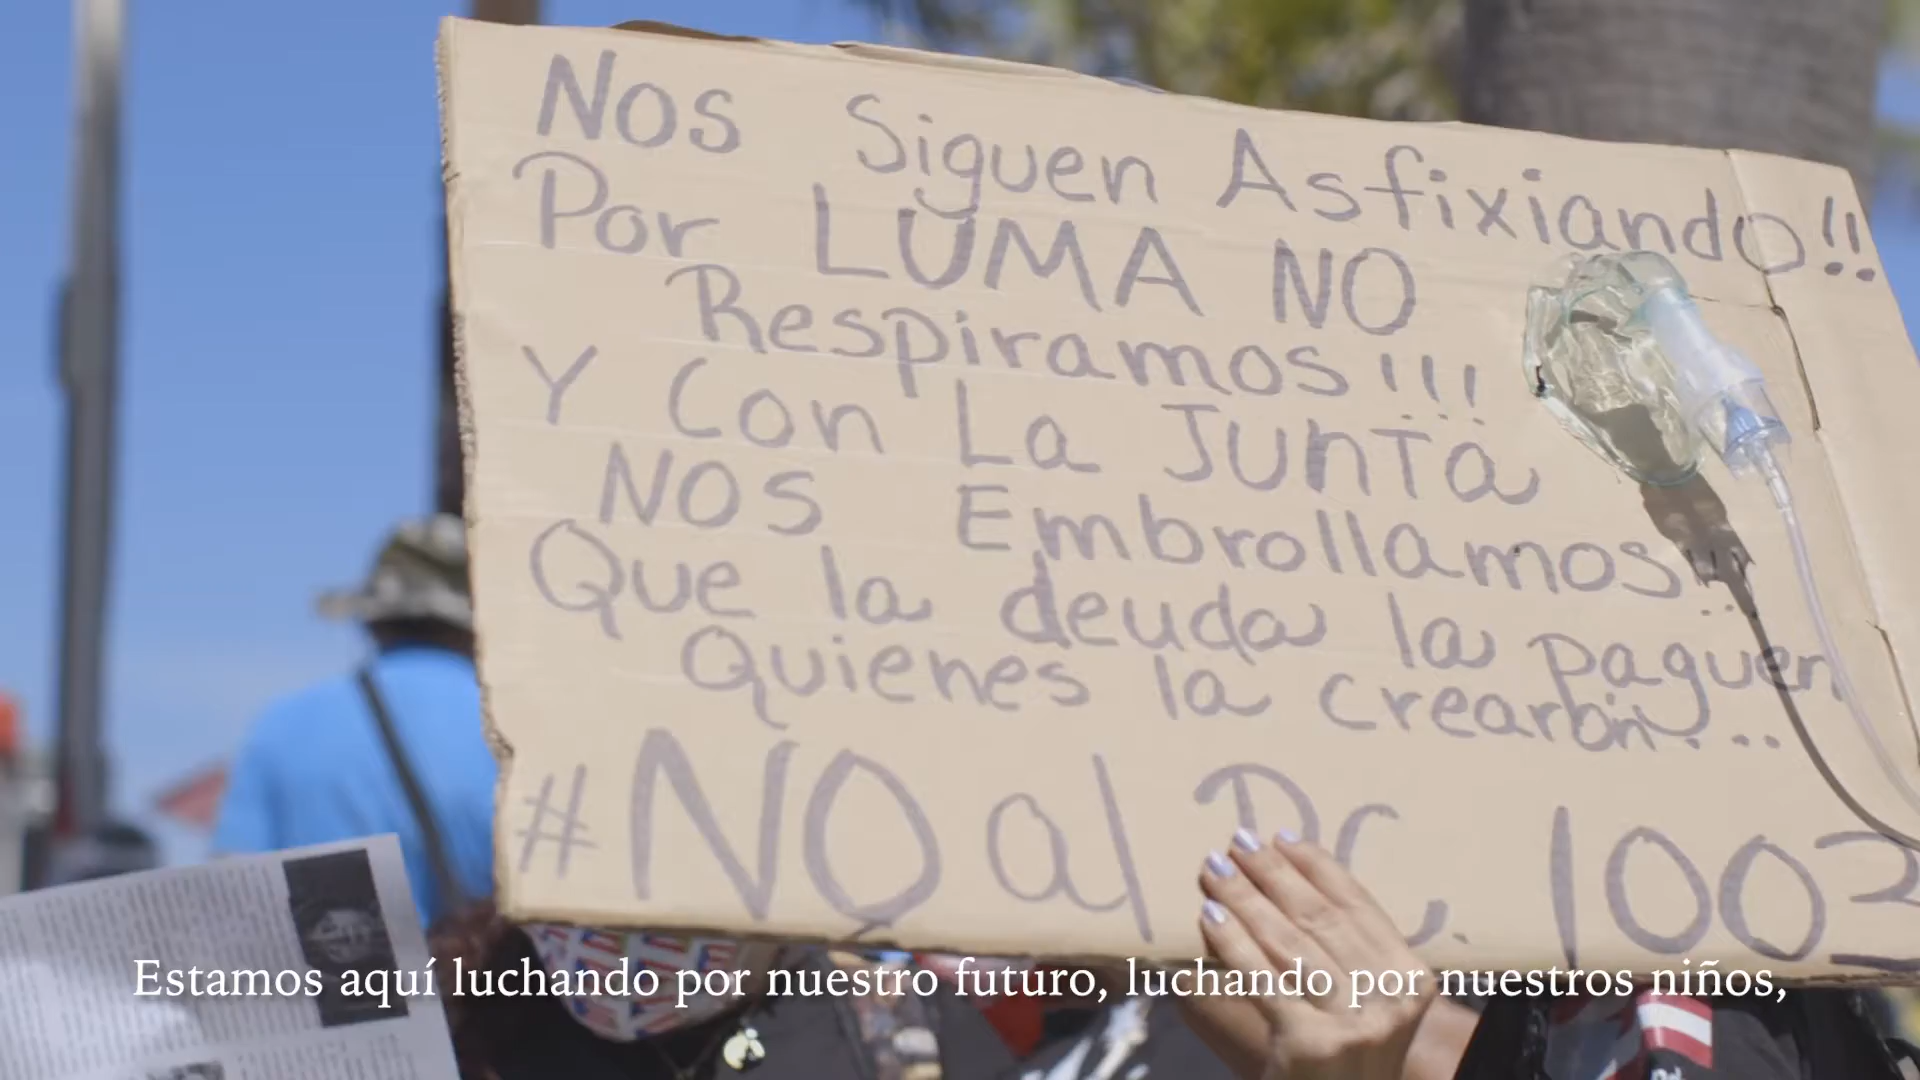 Nos Siguen Asfixiando!!
Por LUMA NO
Respiramos!!!
Y Con La Junta
Nos Embrollamos!!
Que la deuda la paguen
Quienes la crearon...
#NO al P.C. 1003
Estamos aquí luchando por nuestro futuro, luchando por nuestros niños,